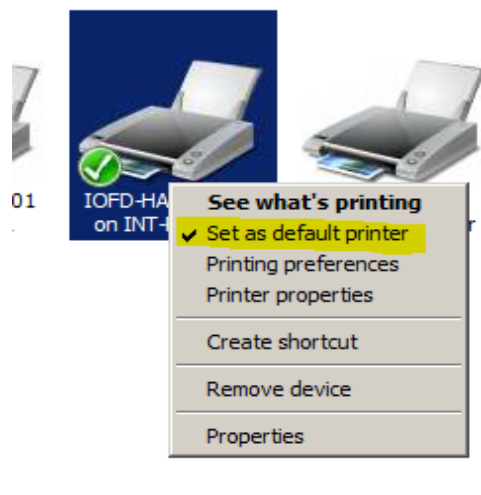 01
IOFD-HA
on INT-
r
See what's printing
Set as default printer
Printing preferences
Printer properties
Create shortcut
Remove device
Properties